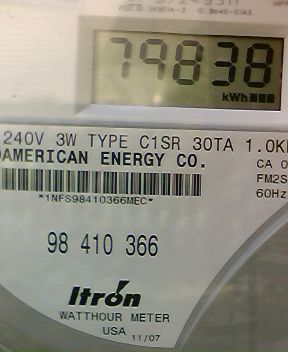 79838
kWh
240V 3W TYPE C1SR 30TA 1.0K
AMERICAN ENERGY CO.
CA 0
FM2S
60Hz
*1NFS98410366MEC*
98 410 366
Itron
WATTHOUR METER
USA 11/07